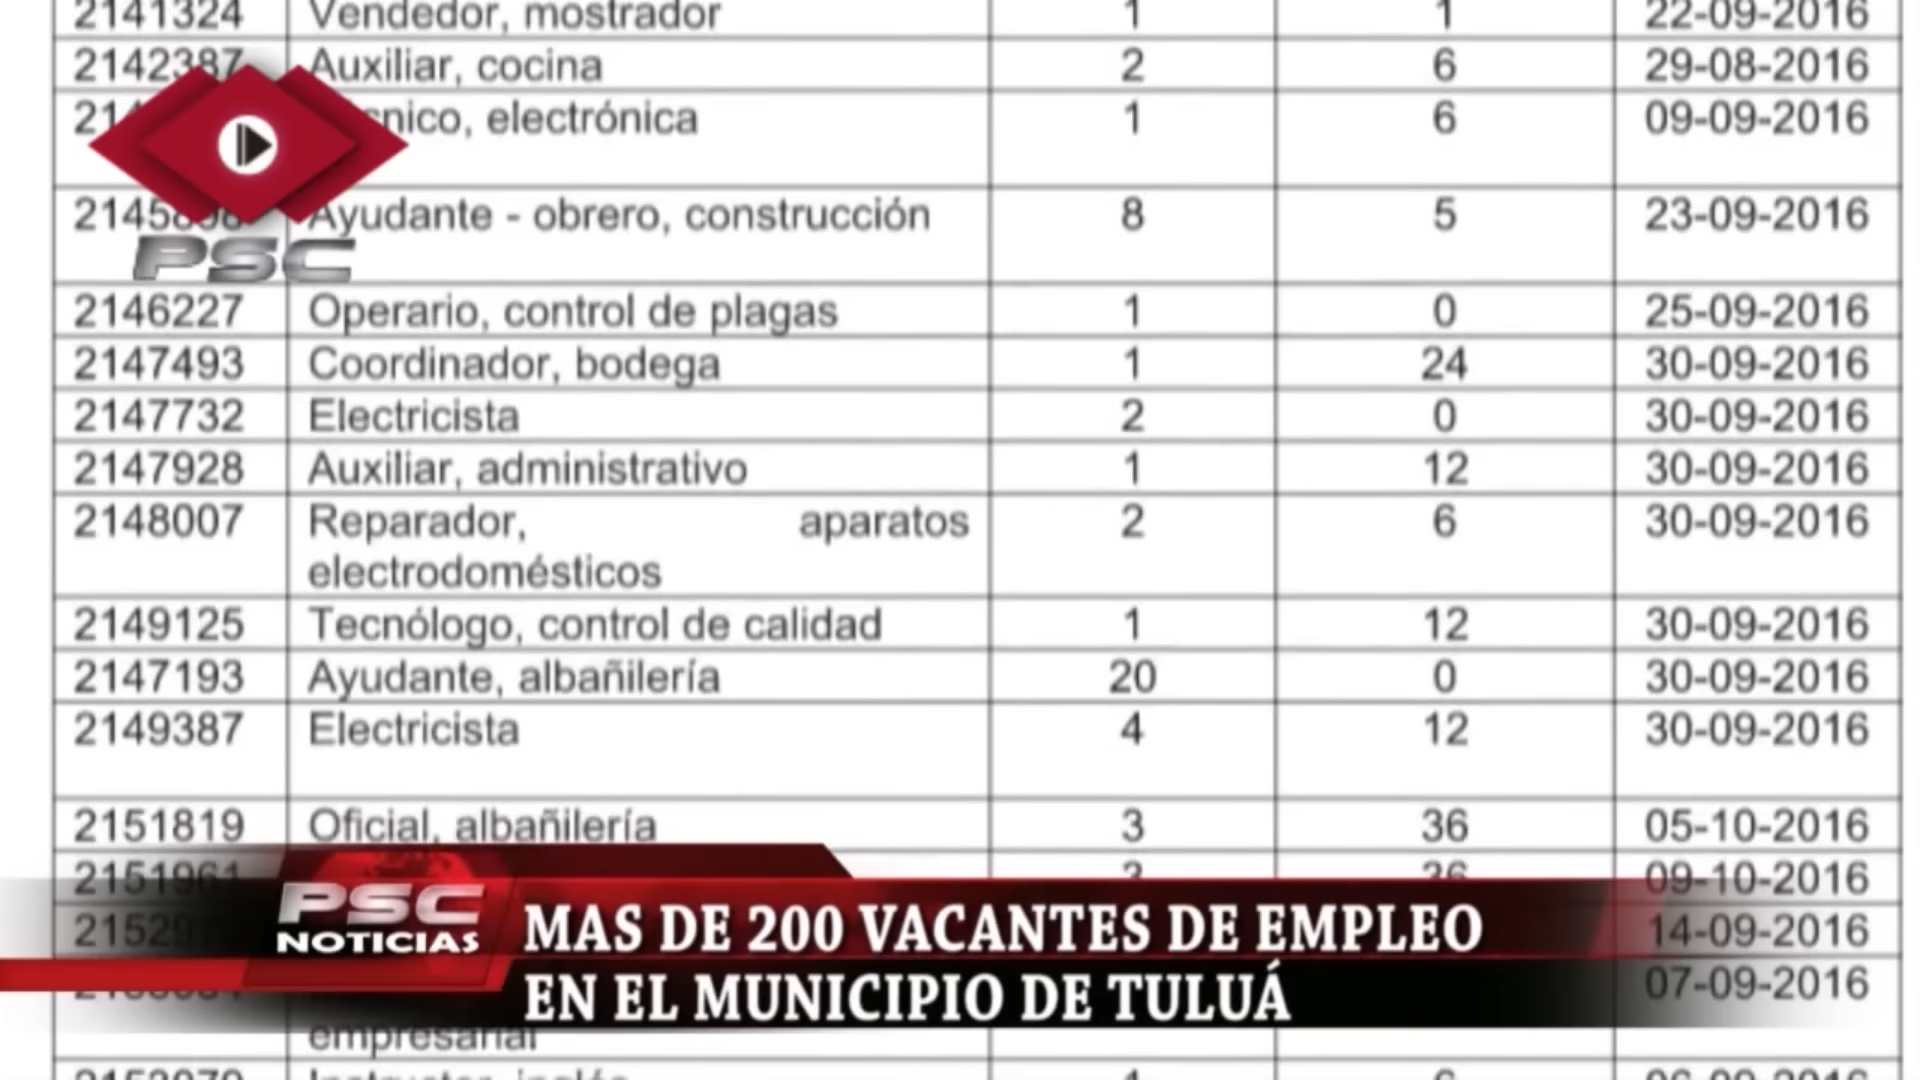 2141324 Vendedor, mostrador 1 1 22-09-2016
2142387 Auxiliar, cocina 2 6 29-08-2016
electrónica 1 6 09-09-2016
Ayudante - obrero, construcción 8 5 23-09-2016
PSC
2146227 Operario, control de plagas 1 0 25-09-2016
2147493 Coordinador, bodega 1 24 30-09-2016
2147732 Electricista 2 0 30-09-2016
2147928 Auxiliar, administrativo 1 12 30-09-2016
2148007 Reparador, aparatos 2 6 30-09-2016
electrodomésticos
2149125 Tecnólogo, control de calidad 1 12 30-09-2016
2147193 Ayudante, albañilería 20 0 30-09-2016
2149387 Electricista 4 12 30-09-2016
2151819 Oficial, albañilería 3 36 05-10-2016
2151961 09-10-2016
14-09-2016
07-09-2016
PSC
NOTICIAS
MAS DE 200 VACANTES DE EMPLEO
EN EL MUNICIPIO DE TULUÁ
empresarial